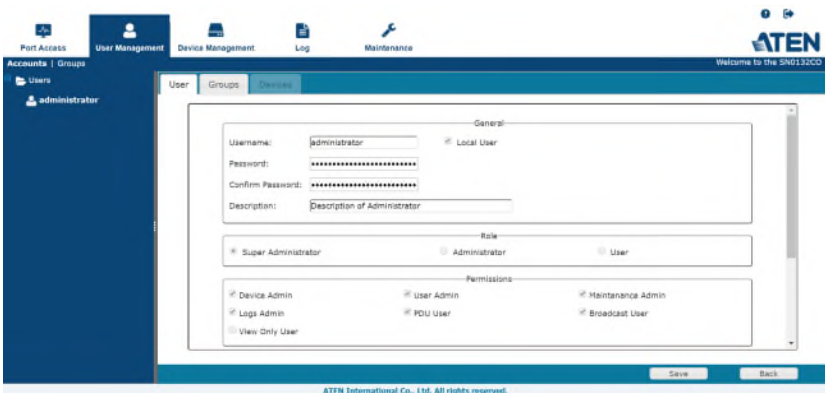 Port Access
User Management
Device Management
Log
Maintenance
ATEN
Accounts | Groups
Welcome to the SN0132CO
Users
administrator
User
Groups
Devices
General
Username:
administrator
Local User
Password:
Confirm Password:
Description:
Description of Administrator
Role
Super Administrator
Administrator
User
Permissions
Device Admin
User Admin
Maintenance Admin
Logs Admin
PDU User
Broadcast User
View Only User
Save
Back
ATEN International Co., Ltd. All rights reserved.